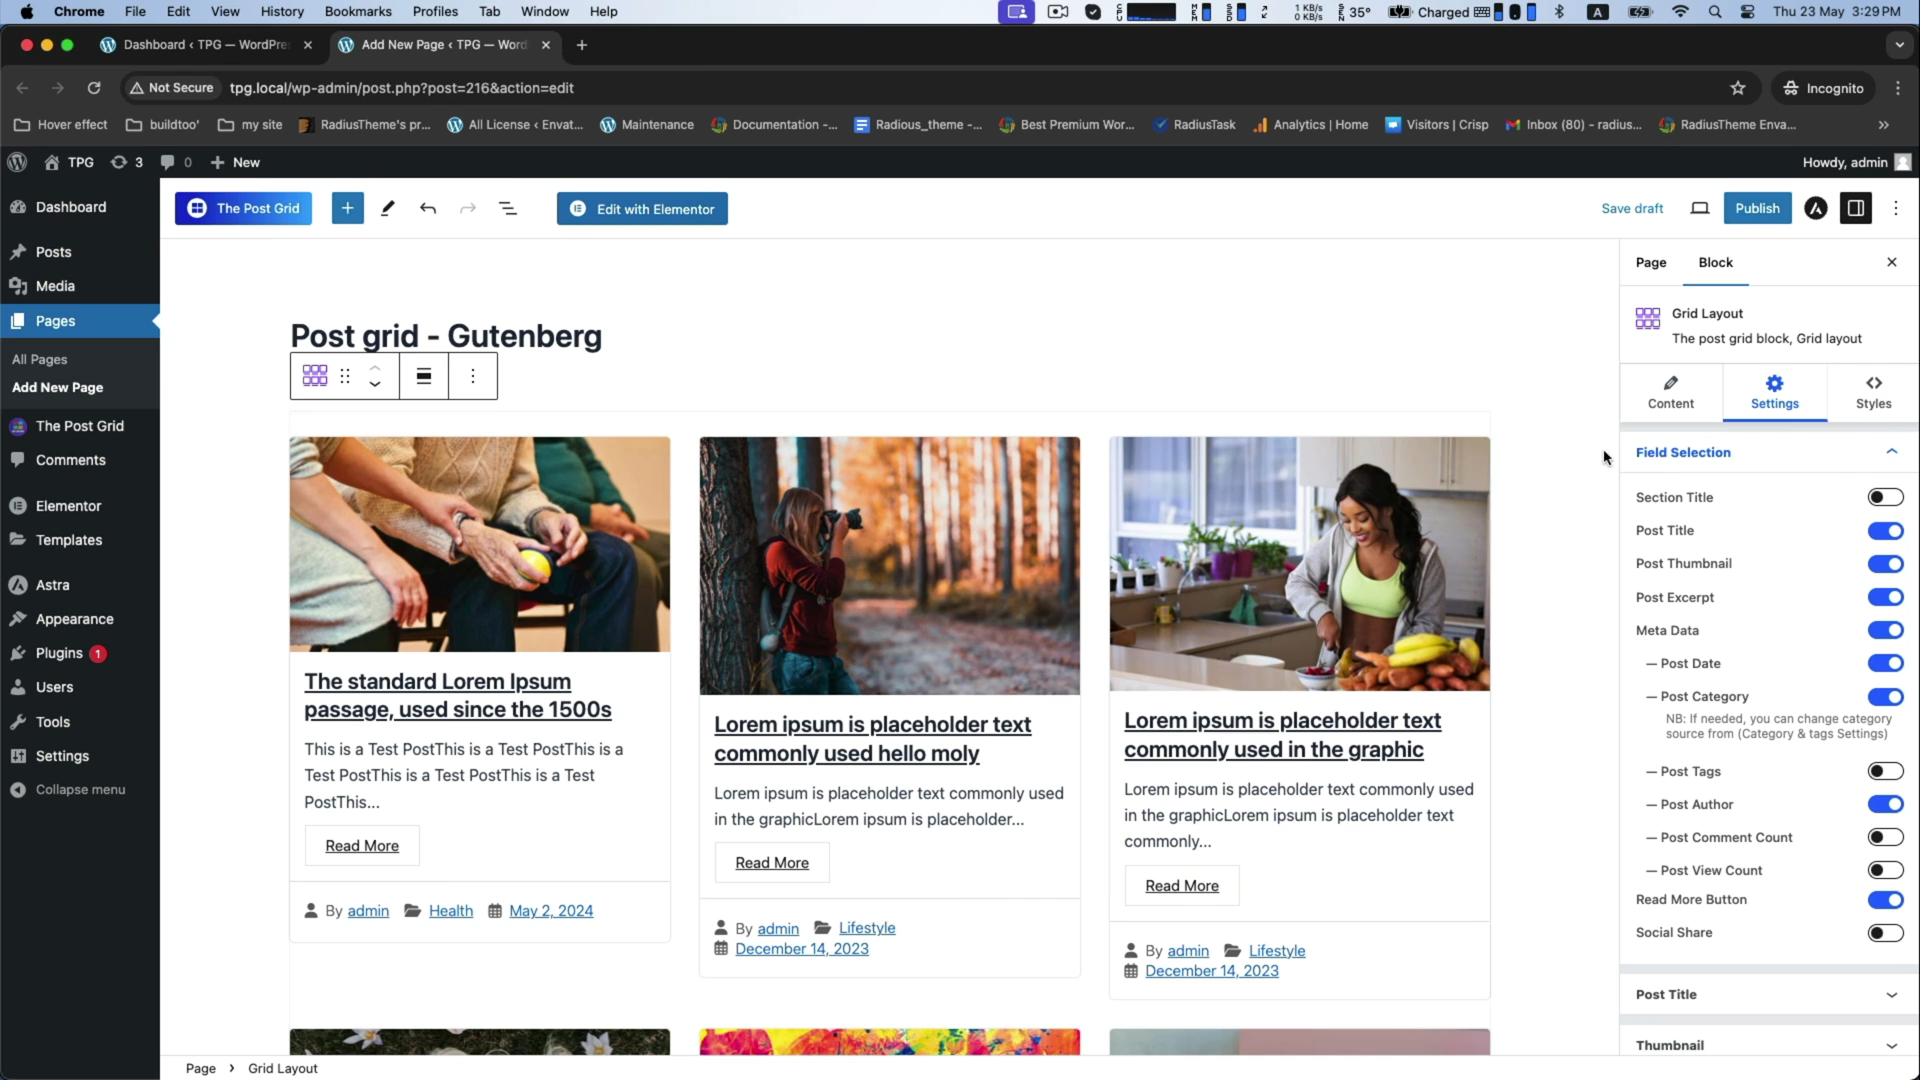 Chrome File Edit View History Bookmarks Profiles Tab Window Help
1 KB/s
0 KB/s
35° Charged A Thu 23 May 3:29 PM
Dashboard ‹ TPG — WordPre
Add New Page ‹ TPG — Word
Not Secure tpg.local/wp-admin/post.php?post=216&action=edit
Incognito
Hover effect buildtoo' my site RadiusTheme's pr... All License ‹ Envat... Maintenance Documentation -... Radious_theme -... Best Premium Wor... RadiusTask Analytics | Home Visitors | Crisp Inbox (80) - radius... RadiusTheme Enva...
TPG 3 0 New
Howdy, admin
Dashboard
Posts
Media
Pages
All Pages
Add New Page
The Post Grid
Comments
Elementor
Templates
Astra
Appearance
Plugins 1
Users
Tools
Settings
Collapse menu
The Post Grid
Edit with Elementor
Save draft
Publish
Post grid - Gutenberg
The standard Lorem Ipsum
passage, used since the 1500s
This is a Test PostThis is a Test PostThis is a
Test PostThis is a Test PostThis is a Test
PostThis...
Read More
By admin Health May 2, 2024
Lorem ipsum is placeholder text
commonly used hello moly
Lorem ipsum is placeholder text commonly used
in the graphicLorem ipsum is placeholder...
Read More
By admin Lifestyle
December 14, 2023
Lorem ipsum is placeholder text
commonly used in the graphic
Lorem ipsum is placeholder text commonly used
in the graphicLorem ipsum is placeholder text
commonly...
Read More
By admin Lifestyle
December 14, 2023
Page Block
Grid Layout
The post grid block, Grid layout
Content
Settings
Styles
Field Selection
Section Title
Post Title
Post Thumbnail
Post Excerpt
Meta Data
— Post Date
— Post Category
NB: If needed, you can change category
source from (Category & tags Settings)
— Post Tags
— Post Author
— Post Comment Count
— Post View Count
Read More Button
Social Share
Post Title
Thumbnail
Page › Grid Layout